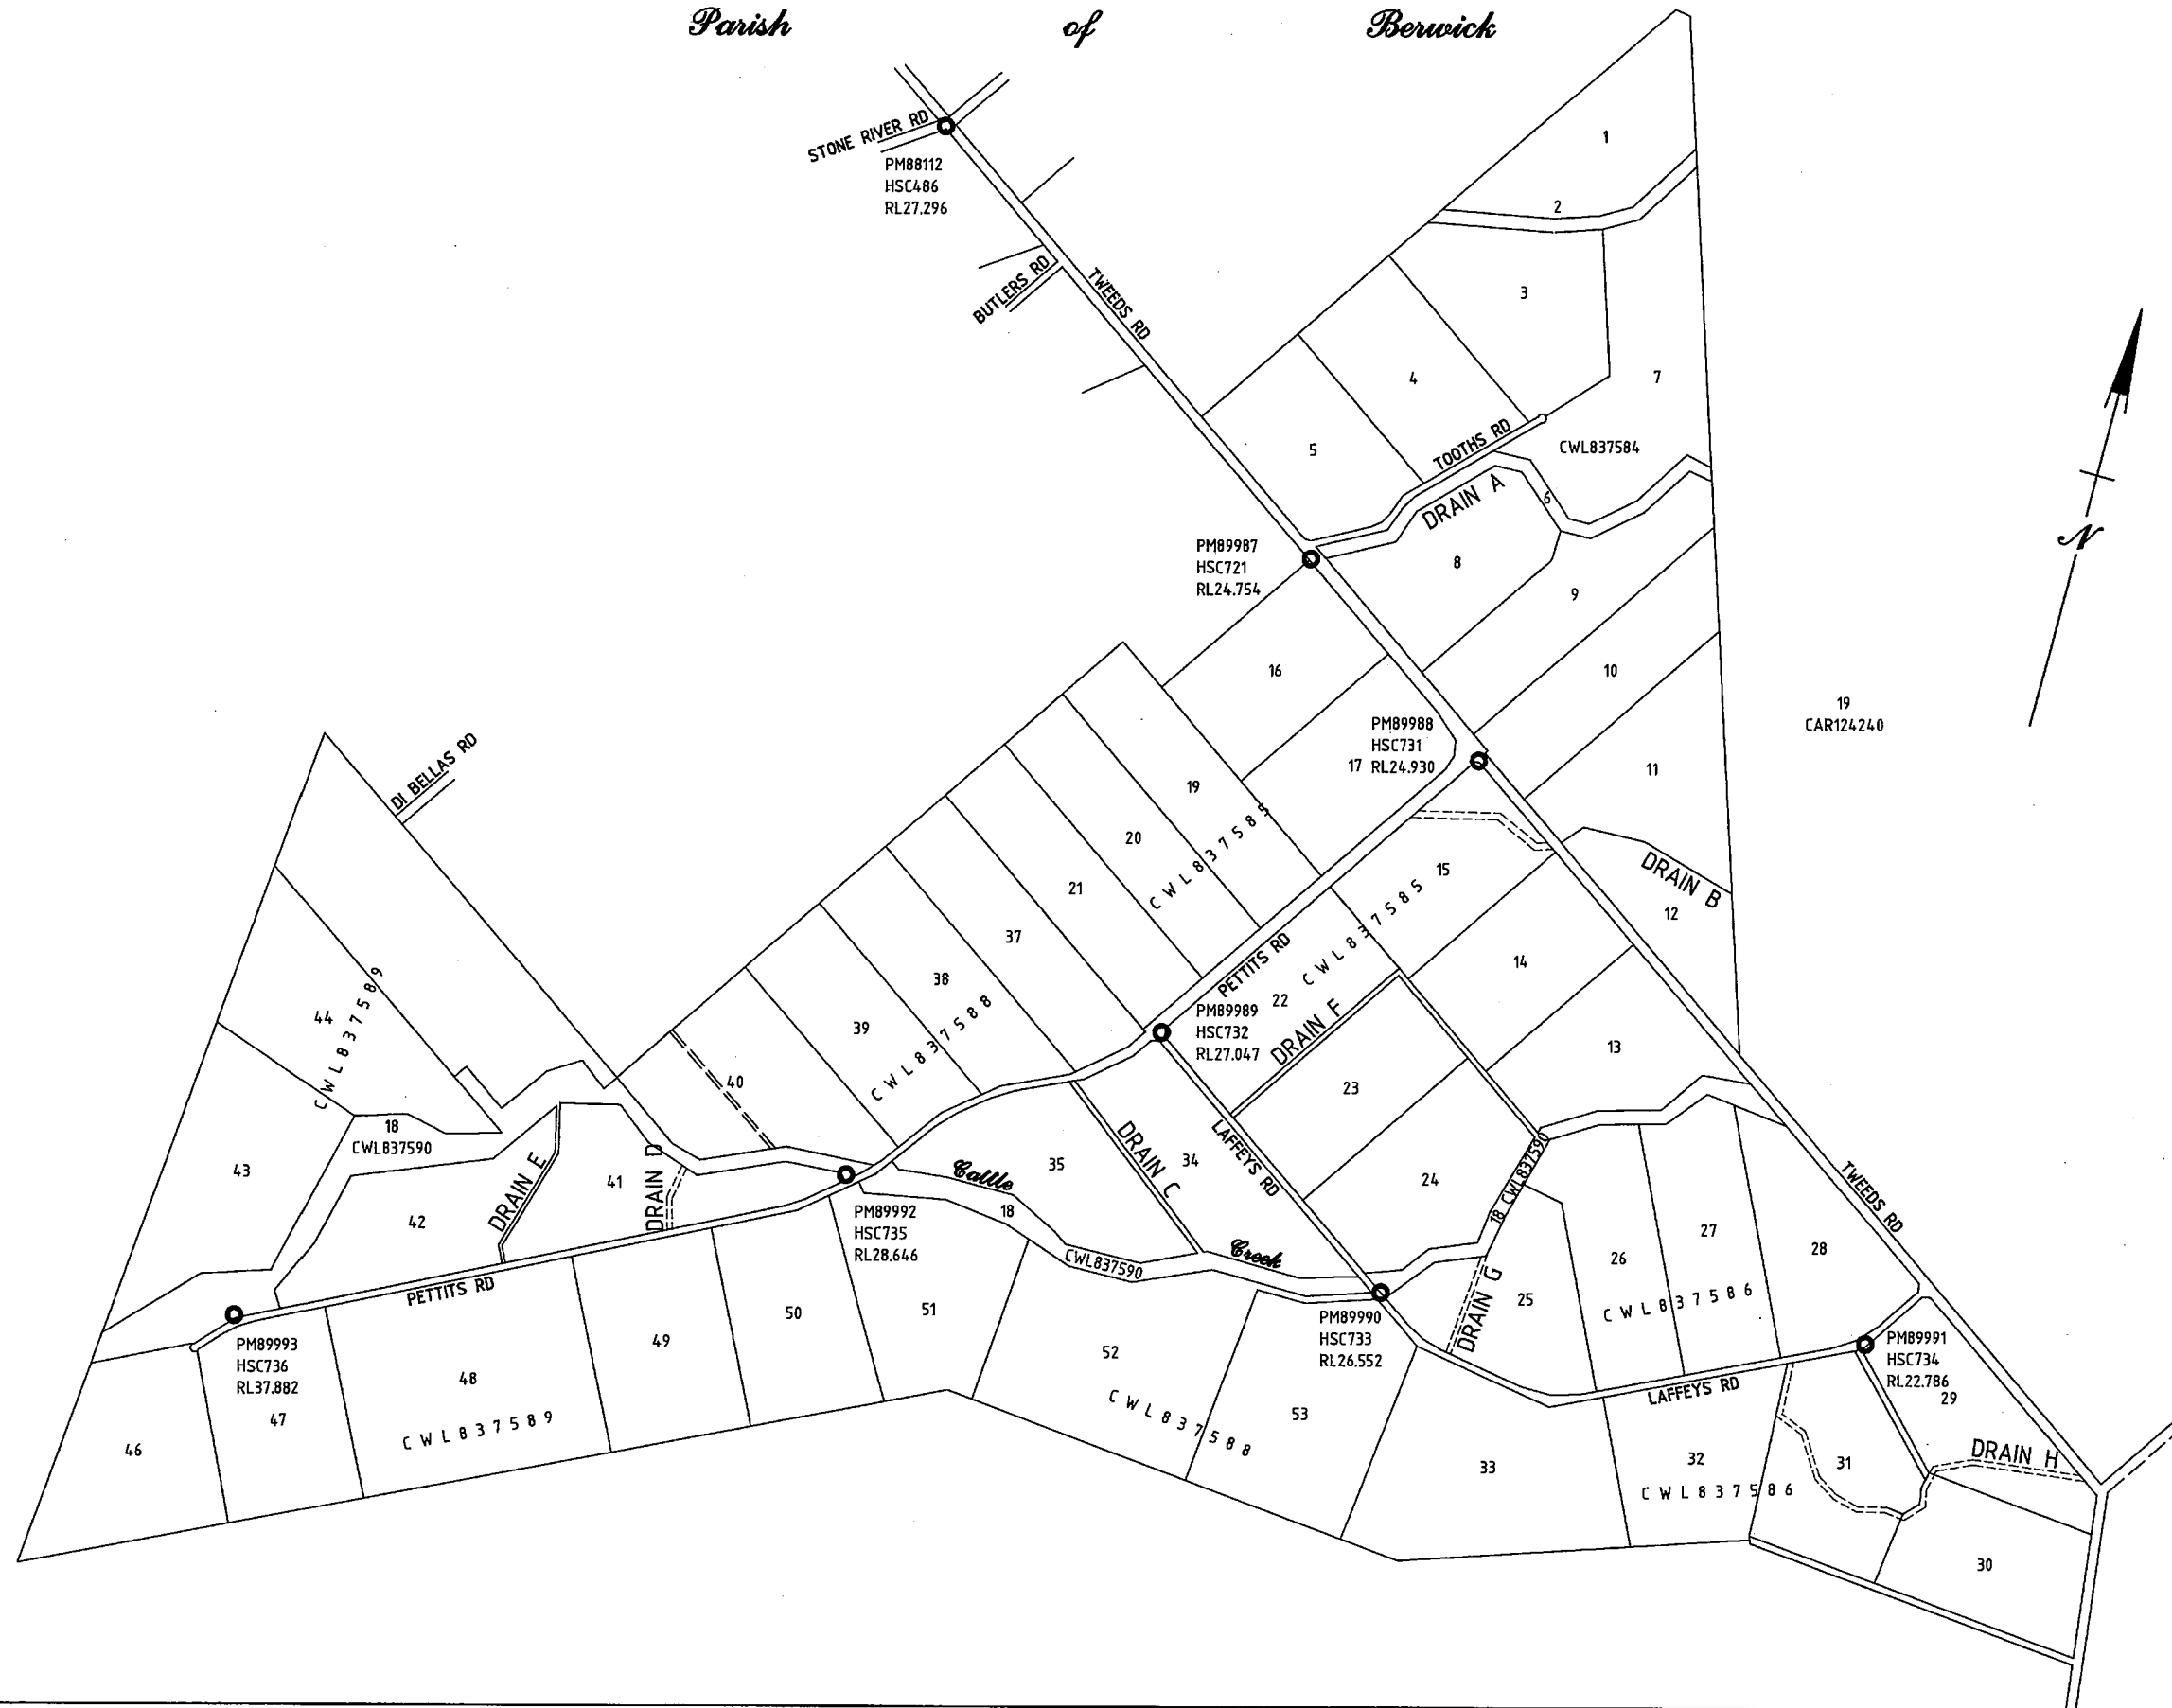 Parish of Berwick
STONE RIVER RD
PM88112
HSC486
RL27.296
BUTLERS RD
TWEEDS RD
1
2
3
4
5
7
TOOTHS RD
CWL837584
6
DRAIN A
PM89987
HSC721
RL24.754
8
9
10
11
16
19
CAR124240
PM89988
HSC731
17 RL24.930
DI BELLAS RD
19
20
21
CWL837585
15
DRAIN B
12
37
38
39
40
CWL837588
PETTITS RD
22
CWL837585
14
13
PM89989
HSC732
RL27.047
DRAIN F
23
44
CWL837589
43
18
CWL837590
42
DRAIN E
41
DRAIN D
Cattle
35
18
DRAIN C
34
LAFFEYS RD
24
18 CWL837590
TWEEDS RD
PM89992
HSC735
RL28.646
CWL837590
Creek
26
27
28
CWL837586
25
DRAIN G
PETTITS RD
PM89993
HSC736
RL37.882
PM89990
HSC733
RL26.552
PM89991
HSC734
RL22.786
29
46
47
48
49
50
51
52
53
CWL837589
CWL837588
LAFFEYS RD
33
32
CWL837586
31
DRAIN H
30
N